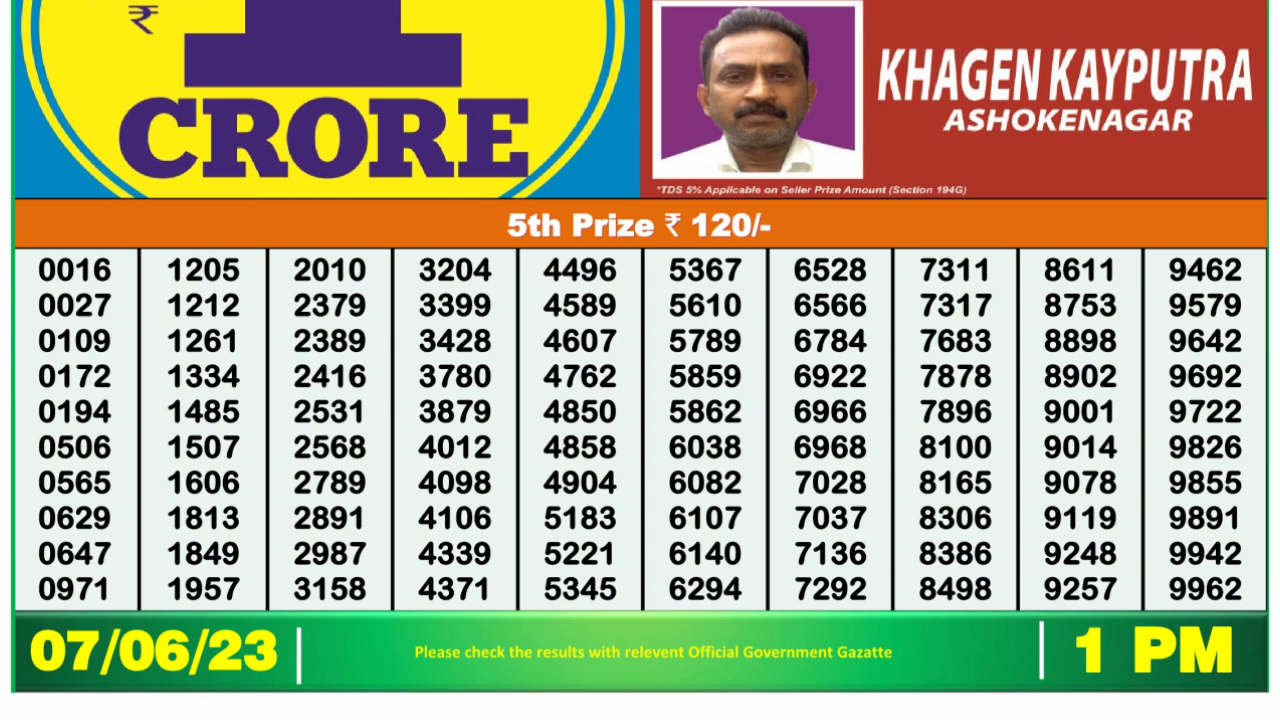 ₹
1
CRORE
KHAGEN KAYPUTRA
ASHOKENAGAR
*TDS 5% Applicable on Seller Prize Amount (Section 194G)
5th Prize ₹ 120/-
0016 1205 2010 3204 4496 5367 6528 7311 8611 9462
0027 1212 2379 3399 4589 5610 6566 7317 8753 9579
0109 1261 2389 3428 4607 5789 6784 7683 8898 9642
0172 1334 2416 3780 4762 5859 6922 7878 8902 9692
0194 1485 2531 3879 4850 5862 6966 7896 9001 9722
0506 1507 2568 4012 4858 6038 6968 8100 9014 9826
0565 1606 2789 4098 4904 6082 7028 8165 9078 9855
0629 1813 2891 4106 5183 6107 7037 8306 9119 9891
0647 1849 2987 4339 5221 6140 7136 8386 9248 9942
0971 1957 3158 4371 5345 6294 7292 8498 9257 9962
07/06/23
Please check the results with relevent Official Government Gazatte
1 PM